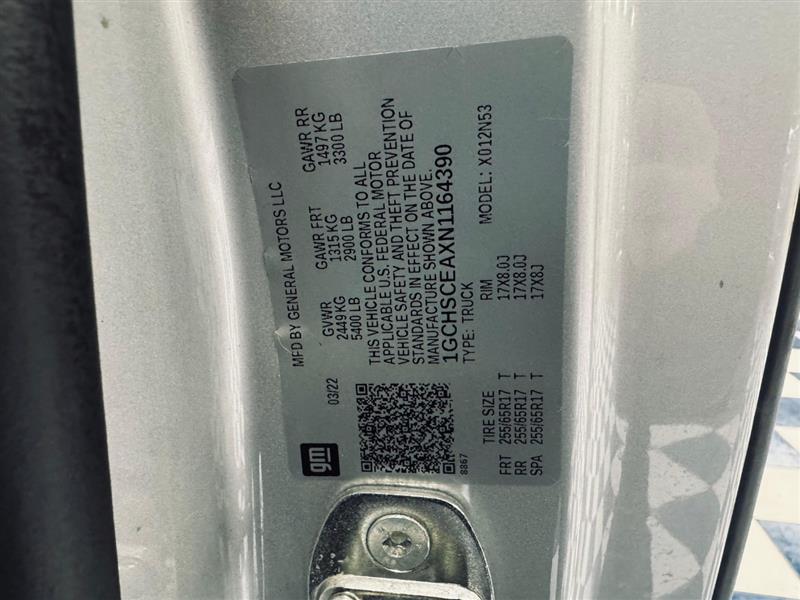 gm
MFD BY GENERAL MOTORS LLC
03/22
GVWR GAWR FRT GAWR RR
2449 KG 1315 KG 1497 KG
5400 LB 2900 LB 3300 LB
THIS VEHICLE CONFORMS TO ALL
APPLICABLE U.S. FEDERAL MOTOR
VEHICLE SAFETY AND THEFT PREVENTION
STANDARDS IN EFFECT ON THE DATE OF
MANUFACTURE SHOWN ABOVE.
1GCHSCEAXN1164390
8867
TYPE: TRUCK MODEL: X012N53
TIRE SIZE RIM
FRT 255/65R17 T 17X8.0J
RR 255/65R17 T 17X8.0J
SPA 255/65R17 T 17X8J